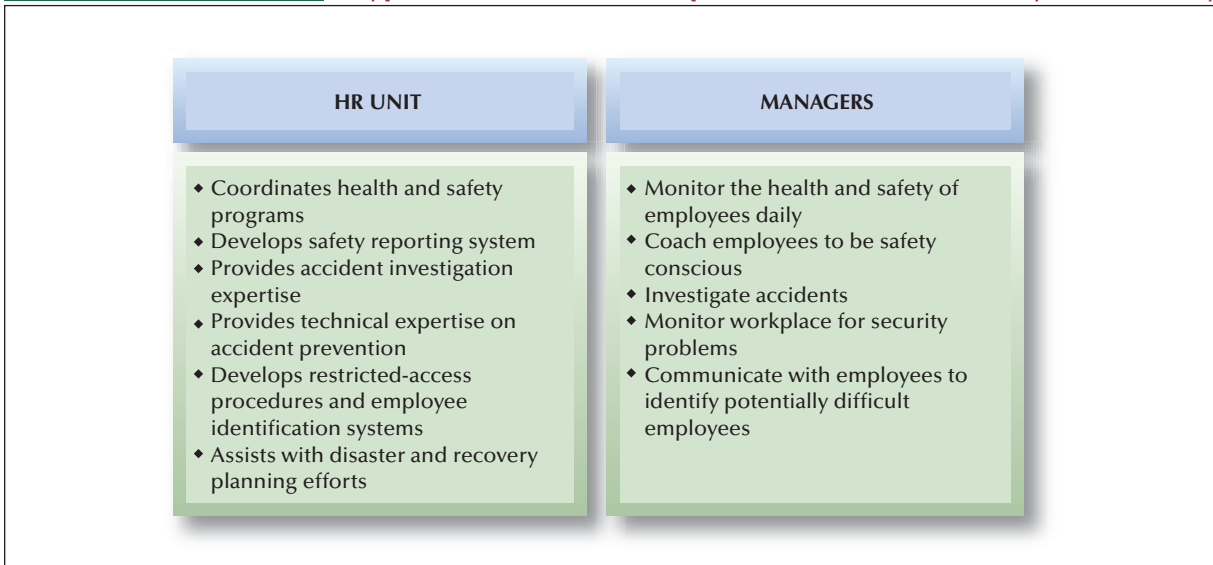 HR UNIT
◆ Coordinates health and safety
programs
◆ Develops safety reporting system
◆ Provides accident investigation
expertise
◆ Provides technical expertise on
accident prevention
◆ Develops restricted-access
procedures and employee
identification systems
◆ Assists with disaster and recovery
planning efforts
MANAGERS
◆ Monitor the health and safety of
employees daily
◆ Coach employees to be safety
conscious
◆ Investigate accidents
◆ Monitor workplace for security
problems
◆ Communicate with employees to
identify potentially difficult
employees